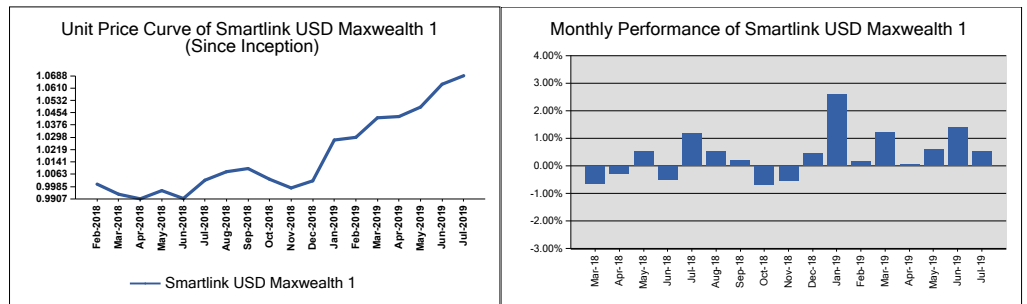 Unit Price Curve of Smartlink USD Maxwealth 1
(Since Inception)
1.0688
1.0610
1.0532
1.0454
1.0376
1.0298
1.0219
1.0141
1.0063
0.9985
0.9907
Feb-2018
Mar-2018
Apr-2018
May-2018
Jun-2018
Jul-2018
Aug-2018
Sep-2018
Oct-2018
Nov-2018
Dec-2018
Jan-2019
Feb-2019
Mar-2019
Apr-2019
May-2019
Jun-2019
Jul-2019
Smartlink USD Maxwealth 1
Monthly Performance of Smartlink USD Maxwealth 1
4.00%
3.00%
2.00%
1.00%
0.00%
-1.00%
-2.00%
-3.00%
Mar-18
Apr-18
May-18
Jun-18
Jul-18
Aug-18
Sep-18
Oct-18
Nov-18
Dec-18
Jan-19
Feb-19
Mar-19
Apr-19
May-19
Jun-19
Jul-19